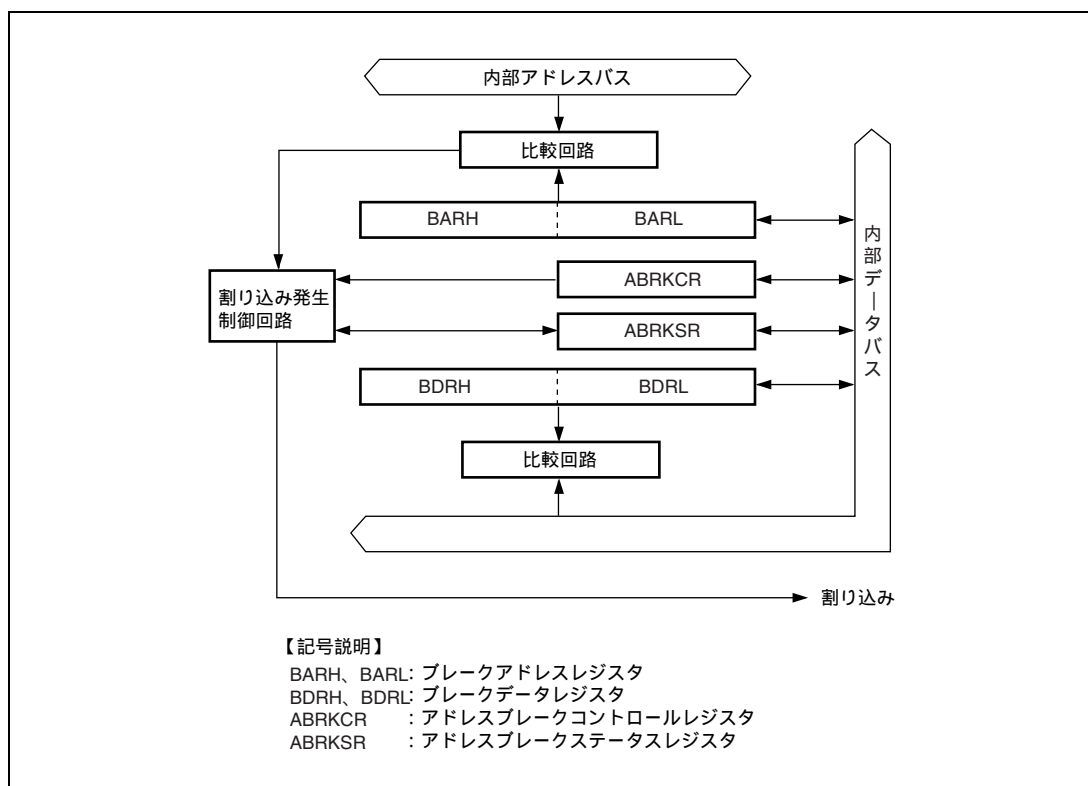 内部アドレスバス
比較回路
BARH
BARL
内部データバス
ABRKCR
割り込み発生
制御回路
ABRKSR
BDRH
BDRL
比較回路
割り込み
【記号説明】
BARH、BARL: ブレークアドレスレジスタ
BDRH、BDRL: ブレークデータレジスタ
ABRKCR : アドレスブレークコントロールレジスタ
ABRKSR : アドレスブレークステータスレジスタ